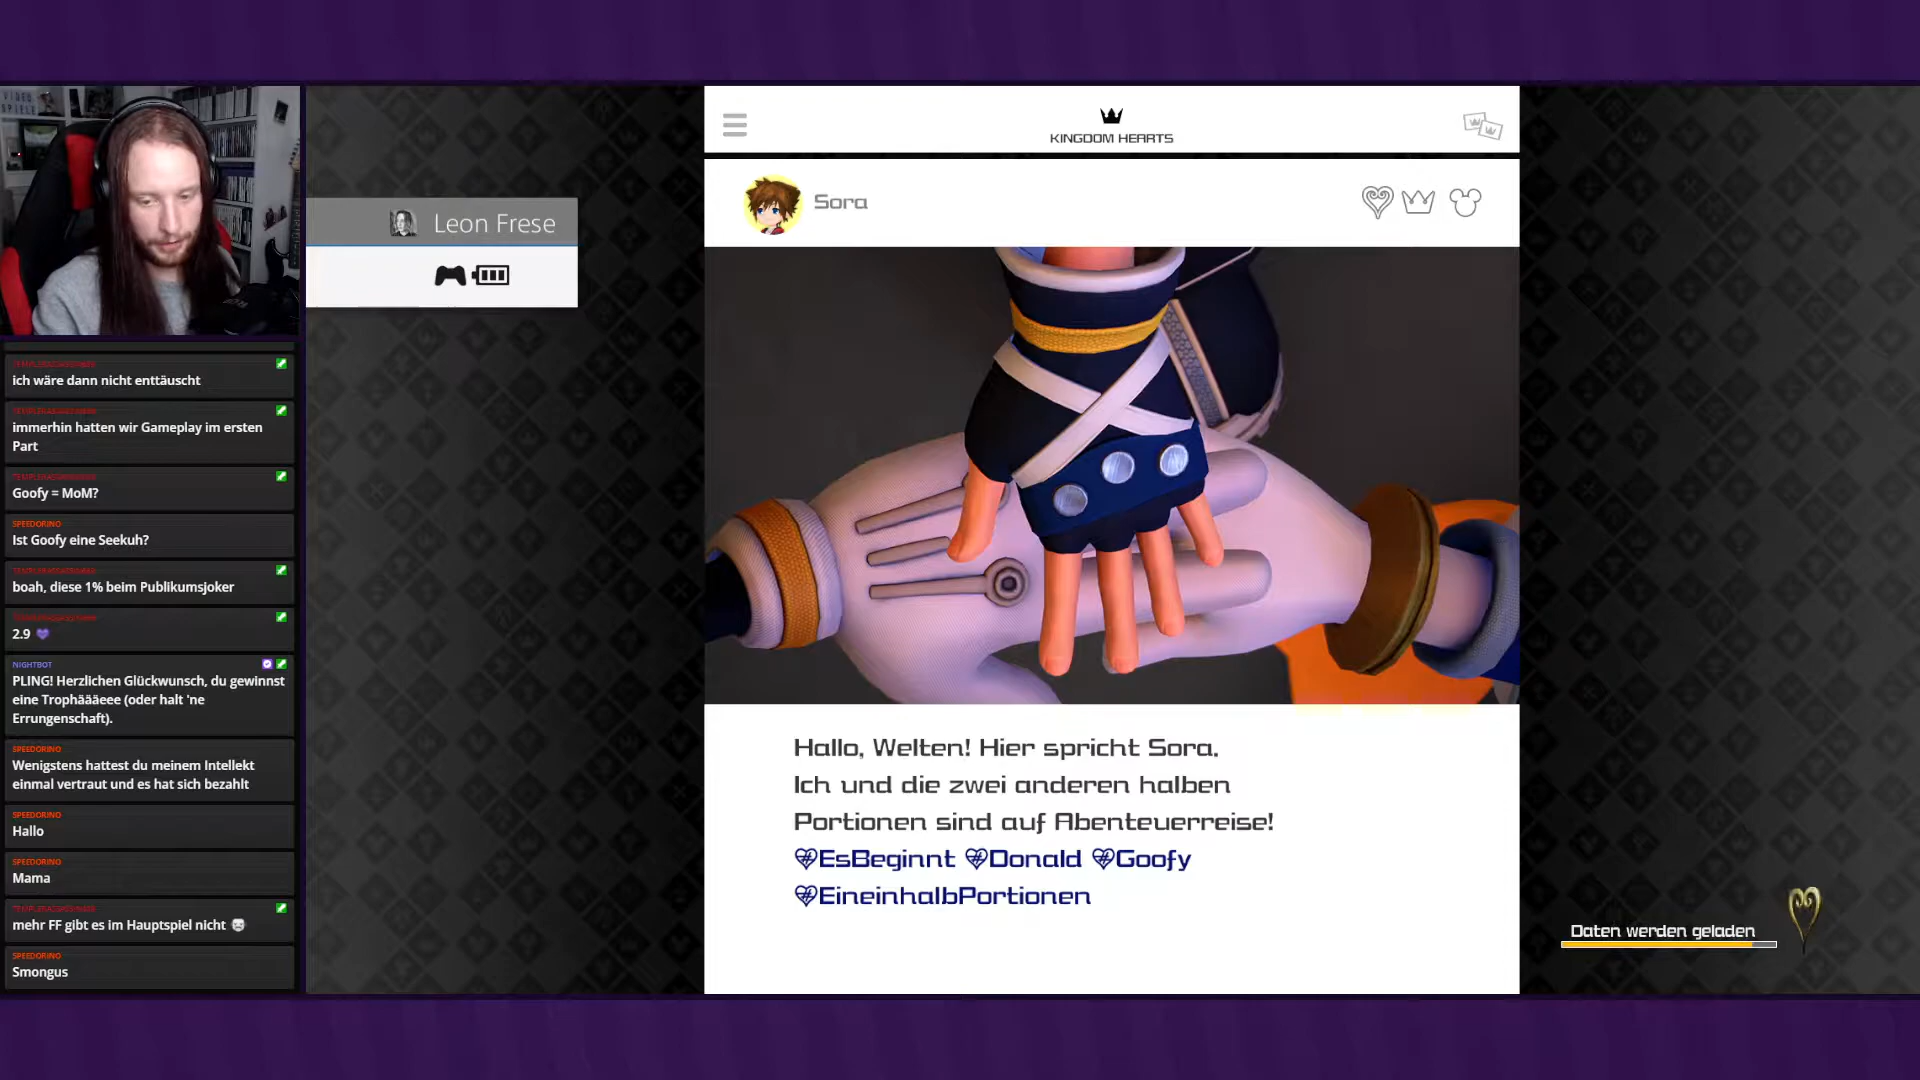 KINGDOM HEARTS
Sora
Leon Frese
ich wäre dann nicht enttäuscht
immerhin hatten wir Gameplay im ersten
Part
Goofy = MoM?
SPEEDORINO
Ist Goofy eine Seekuh?
boah, diese 1% beim Publikumsjoker
2.9 💜
NIGHTBOT
PLING! Herzlichen Glückwunsch, du gewinnst
eine Trophäääeee (oder halt 'ne
Errungenschaft).
SPEEDORINO
Wenigstens hattest du meinem Intellekt
einmal vertraut und es hat sich bezahlt
SPEEDORINO
Hallo
SPEEDORINO
Mama
mehr FF gibt es im Hauptspiel nicht
SPEEDORINO
Smongus
Hallo, Welten! Hier spricht Sora.
Ich und die zwei anderen halben
Portionen sind auf Abenteuerreise!
EsBeginnt Donald Goofy
EineinhalbPortionen
Daten werden geladen